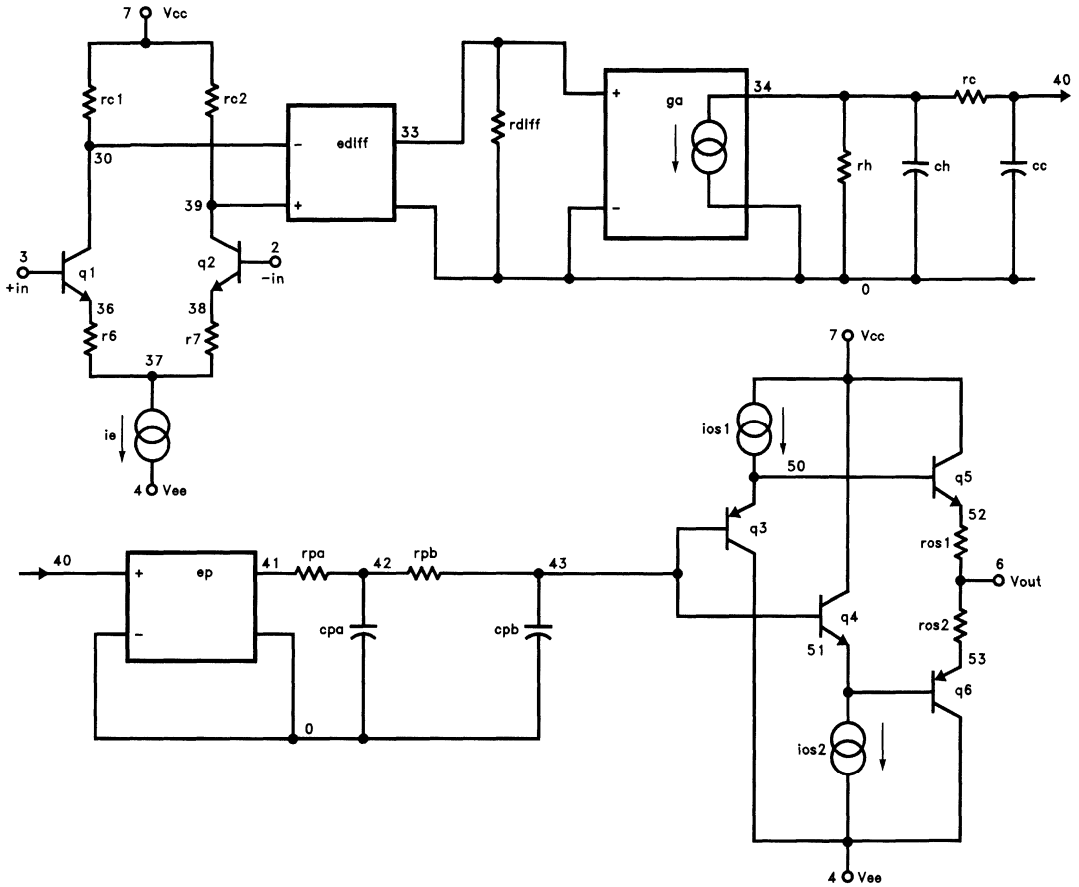 7 Vcc
rc1
rc2
30
39
3
+in
q1
q2
2
-in
36
38
r6
r7
37
ie
4 Vee
-
edIff
+
33
rdIff
+
ga
-
34
rc
40
rh
ch
cc
0
40
+
ep
-
41
rpa
42
rpb
43
cpa
cpb
0
7 Vcc
ios1
50
q3
q5
52
ros1
6
Vout
q4
51
ros2
53
q6
ios2
4 Vee